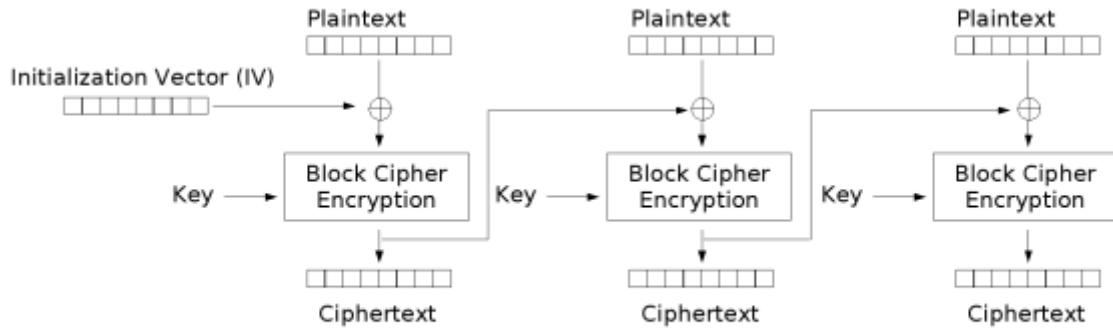 Plaintext
Plaintext
Plaintext
Initialization Vector (IV)
Key
Block Cipher
Encryption
Key
Block Cipher
Encryption
Key
Block Cipher
Encryption
Ciphertext
Ciphertext
Ciphertext